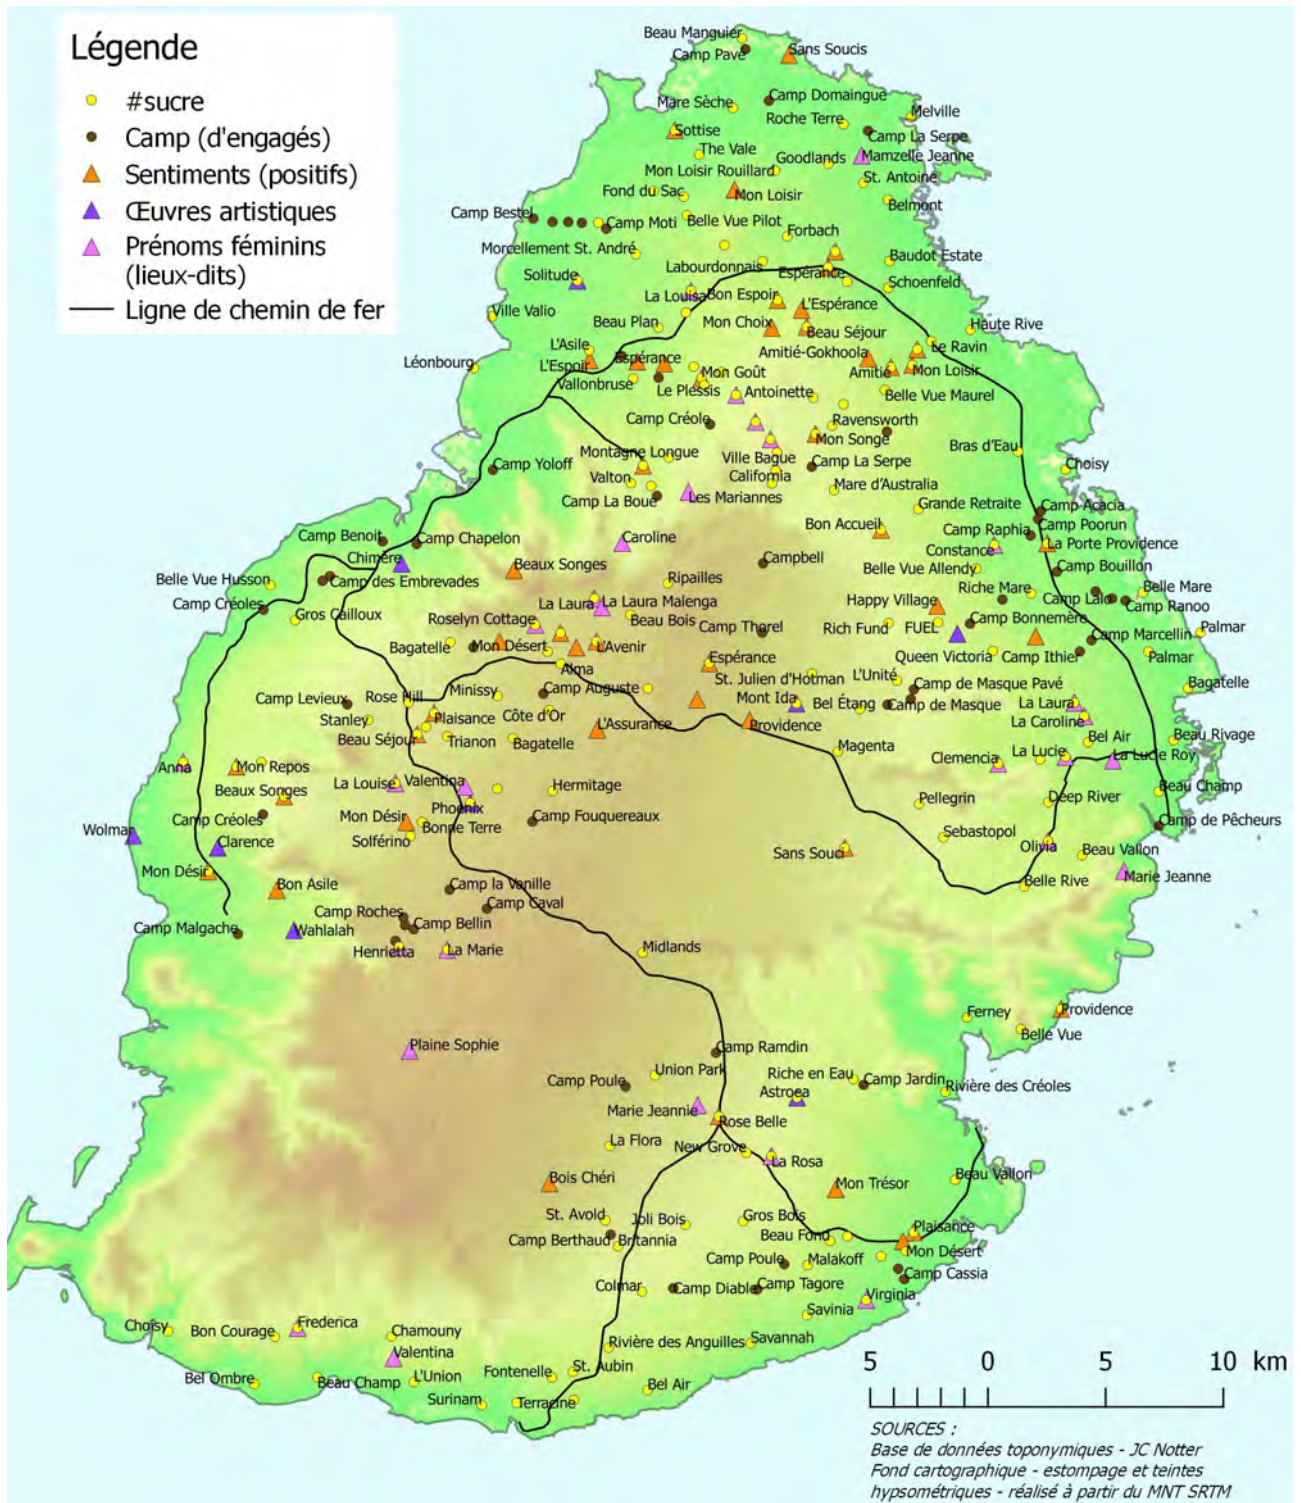 Légende
#sucre
Camp (d'engagés)
Sentiments (positifs)
Œuvres artistiques
Prénoms féminins
(lieux-dits)
Ligne de chemin de fer
Beau Manguier
Camp Pavé
Sans Soucis
Camp Domaingue
Mare Sèche
Roche Terre
Melville
Sottise
Camp La Serpe
The Vale
Goodlands
Mamzelle Jeanne
Mon Loisir Rouillard
St. Antoine
Fond du Sac
Mon Loisir
Belmont
Camp Bestel
Camp Moti
Belle Vue Pilot
Forbach
Morcellement St. André
Baudot Estate
Labourdonnais
Espérance
Solitude
Schoenfeld
La Louisa
Bon Espoir
L'Espérance
Ville Valio
Beau Plan
Mon Choix
Beau Séjour
Haute Rive
L'Asile
Amitié-Gokhoola
Le Ravin
Léonbourg
L'Espoir
Espérance
Mon Goût
Amitié
Mon Loisir
Vallonbruse
Le Plessis
Antoinette
Belle Vue Maurel
Camp Créole
Ravensworth
Mon Songe
Bras d'Eau
Montagne Longue
Ville Bague
Camp La Serpe
Choisy
Camp Yoloff
Valton
California
Mare d'Australia
Camp La Boue
Les Mariannes
Grande Retraite
Camp Acacia
Bon Accueil
Camp Raphia
Camp Poorun
Camp Benoit
Camp Chapelon
Caroline
Constance
La Porte Providence
Chimère
Beaux Songes
Campbell
Belle Vue Allendy
Camp Bouillon
Belle Vue Husson
Camp des Embrevades
Ripailles
Riche Mare
Belle Mare
Camp Créoles
La Laura
La Laura Malenga
Happy Village
Camp Lalo
Camp Ranoo
Gros Cailloux
Roselyn Cottage
Beau Bois
Camp Thorel
Rich Fund
FUEL
Camp Bonnemère
Palmar
Bagatelle
Mon Désert
L'Avenir
Camp Marcellin
Alma
Espérance
Queen Victoria
Camp Ithier
Palmar
St. Julien d'Hotman
L'Unité
Camp de Masque Pavé
Bagatelle
Camp Levieux
Rose Hill
Minissy
Camp Auguste
Mont Ida
Bel Étang
Camp de Masque
La Laura
Stanley
Plaisance
Côte d'Or
L'Assurance
Providence
La Caroline
Beau Séjour
Trianon
Bagatelle
Magenta
Bel Air
Beau Rivage
Anna
Mon Repos
Clemencia
La Lucie
La Lucie Roy
Beaux Songes
La Louise
Valentina
Hermitage
Beau Champ
Camp Créoles
Phoenix
Pellegrin
Deep River
Mon Désir
Bonne Terre
Camp Fouquereaux
Camp de Pêcheurs
Wolmar
Clarence
Solférino
Sebastopol
Sans Souci
Olivia
Beau Vallon
Mon Désir
Bon Asile
Camp la Vanille
Belle Rive
Marie Jeanne
Camp Roches
Camp Caval
Camp Malgache
Wahlalah
Camp Bellin
Henrietta
La Marie
Midlands
Ferney
Providence
Belle Vue
Plaine Sophie
Camp Ramdin
Camp Poule
Union Park
Riche en Eau
Camp Jardin
Rivière des Créoles
Astroea
Marie Jeannie
Rose Belle
La Flora
New Grove
La Rosa
Bois Chéri
Mon Trésor
Beau Vallon
St. Avold
Joli Bois
Gros Bois
Plaisance
Camp Berthaud
Britannia
Beau Fond
Mon Désert
Camp Poule
Malakoff
Camp Cassia
Colmar
Camp Diable
Camp Tagore
Virginia
Savinia
Choisy
Bon Courage
Frederica
Chamouny
Rivière des Anguilles
Savannah
Valentina
Bel Ombre
Beau Champ
L'Union
Fontenelle
St. Aubin
Bel Air
Surinam
Terracine
5 0 5 10 km
SOURCES :
Base de données toponymiques - JC Notter
Fond cartographique - estompage et teintes
hypsométriques - réalisé à partir du MNT SRTM